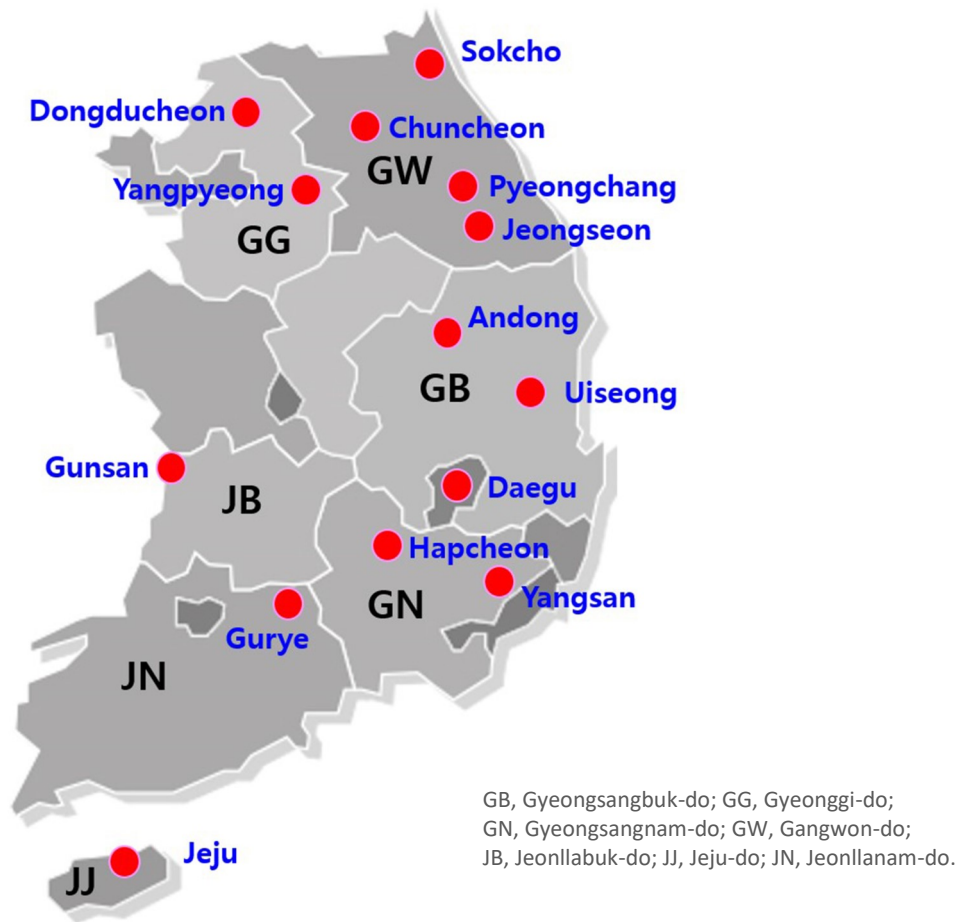 Sokcho
Dongducheon
Chuncheon
GW
Yangpyeong
Pyeongchang
GG
Jeongseon
Andong
GB
Uiseong
Gunsan
JB
Daegu
Hapcheon
GN
Yangsan
Gurye
JN
GB, Gyeongsangbuk-do; GG, Gyeonggi-do;
GN, Gyeongsangnam-do; GW, Gangwon-do;
JB, Jeonllabuk-do; JJ, Jeju-do; JN, Jeonllanam-do.
Jeju
JJ